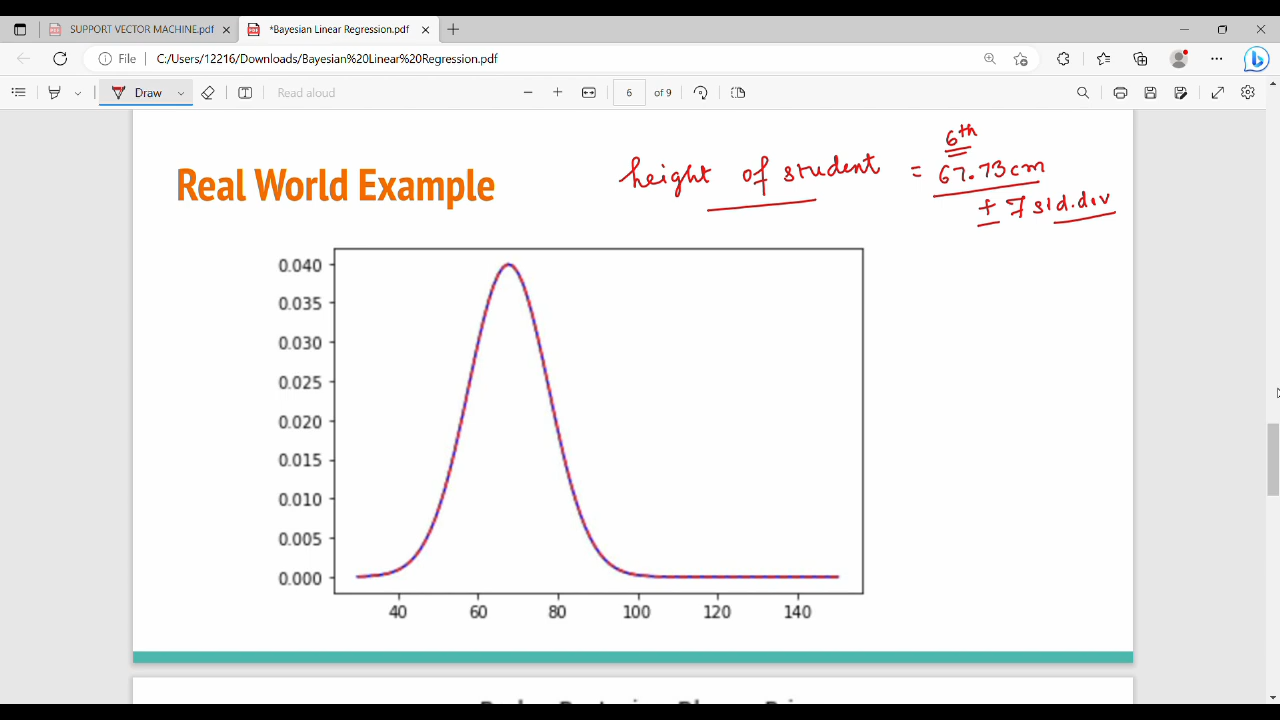 SUPPORT VECTOR MACHINE.pdf
*Bayesian Linear Regression.pdf
File
C:/Users/12216/Downloads/Bayesian%20Linear%20Regression.pdf
Draw
Read aloud
6 of 9
Real World Example
height of student = 6th
67.73cm
+ 7 std.dev
0.040
0.035
0.030
0.025
0.020
0.015
0.010
0.005
0.000
40 60 80 100 120 140